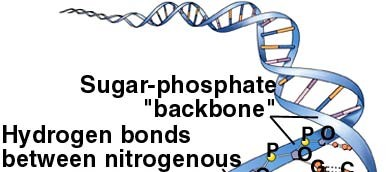 Sugar-phosphate
"backbone"
Hydrogen bonds
between nitrogenous
P O
P O
C C